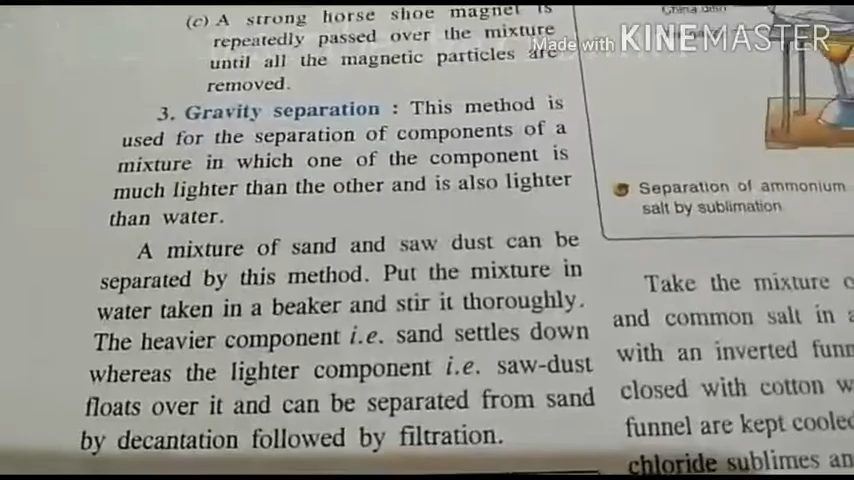 (c) A strong horse shoe magnet is
repeatedly passed over the mixture
until all the magnetic particles are
removed.
3. Gravity separation : This method is
used for the separation of components of a
mixture in which one of the component is
much lighter than the other and is also lighter
than water.
A mixture of sand and saw dust can be
separated by this method. Put the mixture in
water taken in a beaker and stir it thoroughly.
The heavier component i.e. sand settles down
whereas the lighter component i.e. saw-dust
floats over it and can be separated from sand
by decantation followed by filtration.
China dish
Made with KINEMASTER
Separation of ammonium
salt by sublimation
Take the mixture
and common salt in a
with an inverted funn
closed with cotton w
funnel are kept cooled
chloride sublimes an